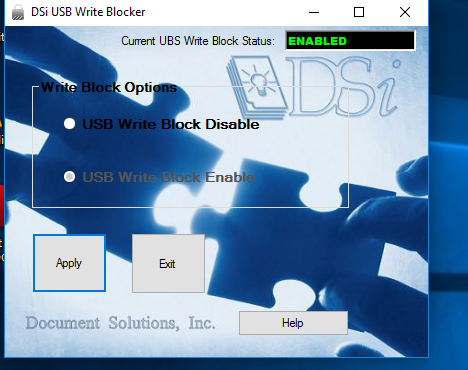 DSi USB Write Blocker
Current UBS Write Block Status: ENABLED
DSi
Write Block Options
USB Write Block Disable
USB Write Block Enable
Apply
Exit
Document Solutions, Inc.
Help